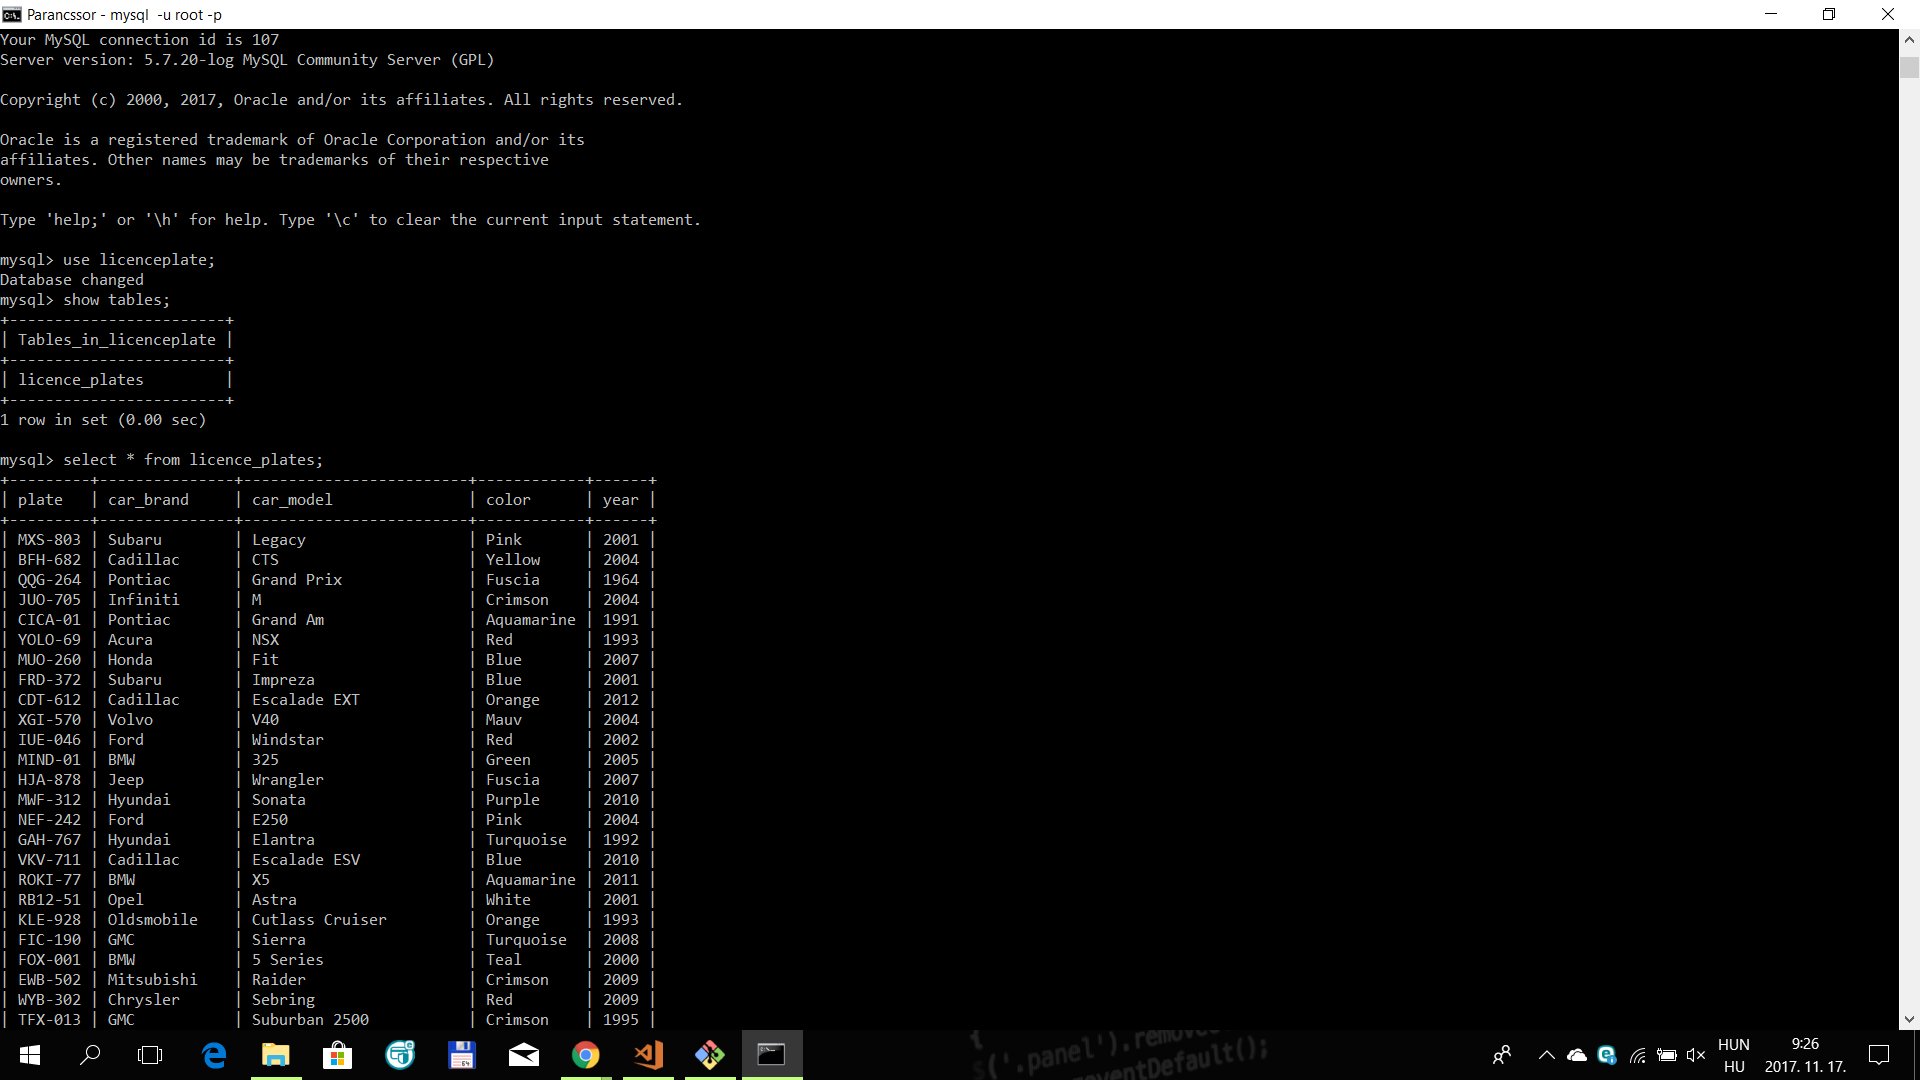 Parancssor - mysql  -u root -p
Your MySQL connection id is 107
Server version: 5.7.20-log MySQL Community Server (GPL)
Copyright (c) 2000, 2017, Oracle and/or its affiliates. All rights reserved.
Oracle is a registered trademark of Oracle Corporation and/or its
affiliates. Other names may be trademarks of their respective
owners.
Type 'help;' or '\h' for help. Type '\c' to clear the current input statement.
mysql> use licenceplate;
Database changed
mysql> show tables;
+------------------------+
| Tables_in_licenceplate |
+------------------------+
| licence_plates         |
+------------------------+
1 row in set (0.00 sec)
mysql> select * from licence_plates;
+---------+---------------+-------------------------+------------+------+
| plate   | car_brand     | car_model               | color      | year |
+---------+---------------+-------------------------+------------+------+
| MXS-803 | Subaru        | Legacy                  | Pink       | 2001 |
| BFH-682 | Cadillac      | CTS                     | Yellow     | 2004 |
| QQG-264 | Pontiac       | Grand Prix              | Fuscia     | 1964 |
| JUO-705 | Infiniti      | M                       | Crimson    | 2004 |
| CICA-01 | Pontiac       | Grand Am                | Aquamarine | 1991 |
| YOLO-69 | Acura         | NSX                     | Red        | 1993 |
| MUO-260 | Honda         | Fit                     | Blue       | 2007 |
| FRD-372 | Subaru        | Impreza                 | Blue       | 2001 |
| CDT-612 | Cadillac      | Escalade EXT            | Orange     | 2012 |
| XGI-570 | Volvo         | V40                     | Mauv       | 2004 |
| IUE-046 | Ford          | Windstar                | Red        | 2002 |
| MIND-01 | BMW           | 325                     | Green      | 2005 |
| HJA-878 | Jeep          | Wrangler                | Fuscia     | 2007 |
| MWF-312 | Hyundai       | Sonata                  | Purple     | 2010 |
| NEF-242 | Ford          | E250                    | Pink       | 2004 |
| GAH-767 | Hyundai       | Elantra                 | Turquoise  | 1992 |
| VKV-711 | Cadillac      | Escalade ESV            | Blue       | 2010 |
| ROKI-77 | BMW           | X5                      | Aquamarine | 2011 |
| RB12-51 | Opel          | Astra                   | White      | 2001 |
| KLE-928 | Oldsmobile    | Cutlass Cruiser         | Orange     | 1993 |
| FIC-190 | GMC           | Sierra                  | Turquoise  | 2008 |
| FOX-001 | BMW           | 5 Series                | Teal       | 2000 |
| EWB-502 | Mitsubishi    | Raider                  | Crimson    | 2009 |
| WYB-302 | Chrysler      | Sebring                 | Red        | 2009 |
| TFX-013 | GMC           | Suburban 2500           | Crimson    | 1995 |
HUN
HU
9:26
2017. 11. 17.